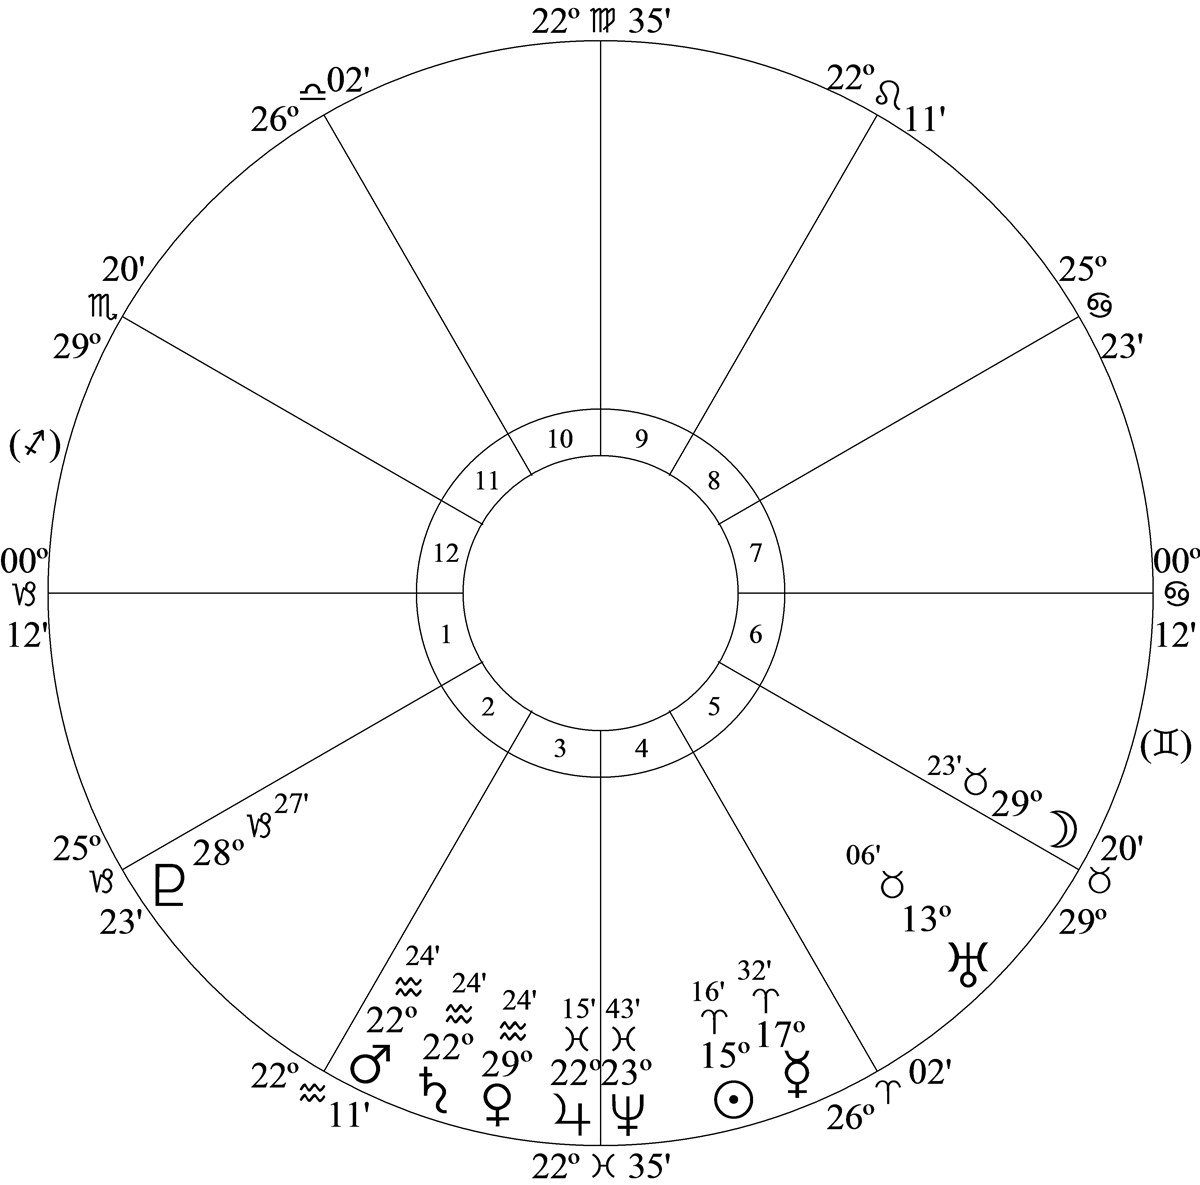 22º ♍ 35'
02'
♎
26º
22º
♌
11'
20'
♏
29º
25º
♋
23'
(♐)
00º
♑
12'
00º
♋
12'
10
9
11
8
12
7
1
6
2
5
3
4
(♊)
23' ♉ 29º ☽
20'
♉
29º
06'
♉
13º
♅
27'
♑
28º
♇
25º
♑
23'
24'
♒
22º
♂
24'
♒
22º
♄
24'
♒
29º
♀
15'
♓
22º
♃
43'
♓
23º
♆
16'
♈
15º
☉
32'
♈
17º
☿
22º
♒
11'
02'
♈
26º
22º ♓ 35'